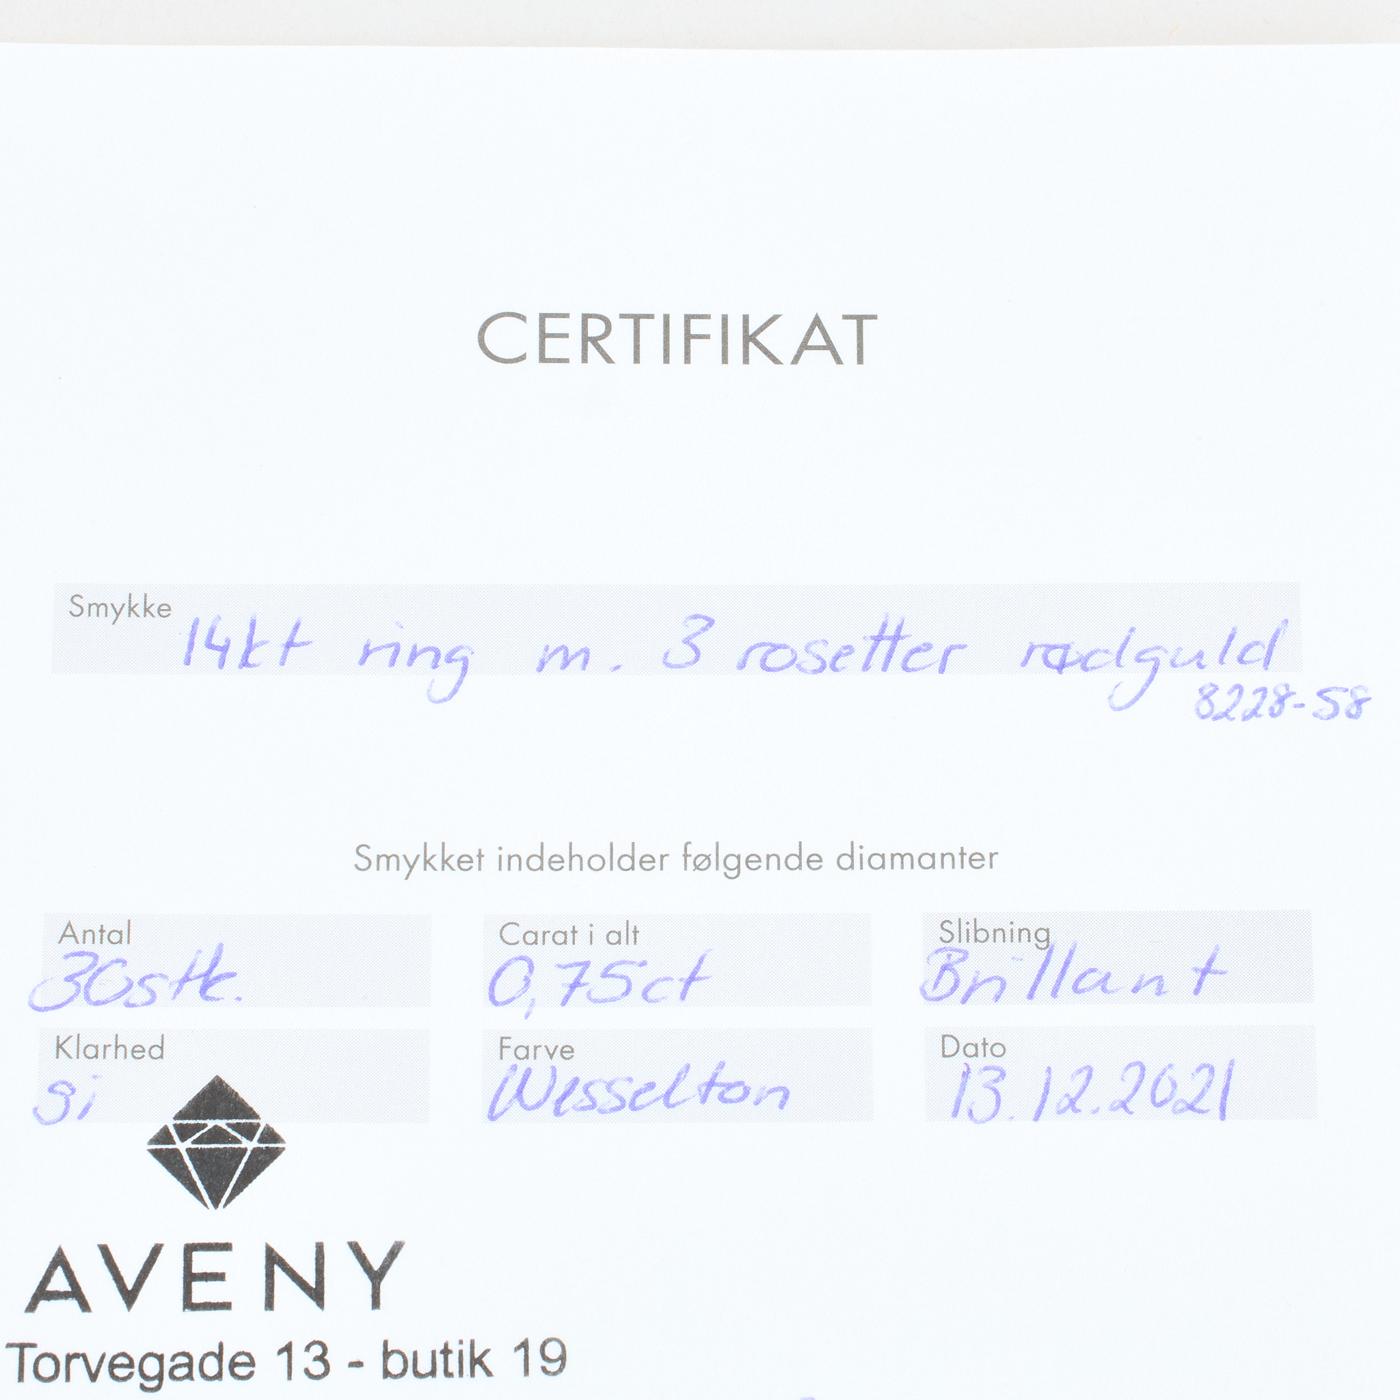 CERTIFIKAT
Smykke
14kt ring m. 3 rosetter rødguld
8228-58
Smykket indeholder følgende diamanter
Antal Carat i alt Slibning
30stk. 0,75ct Brillant
Klarhed Farve Dato
si Wesselton 13.12.2021
AVENY
Torvegade 13 - butik 19